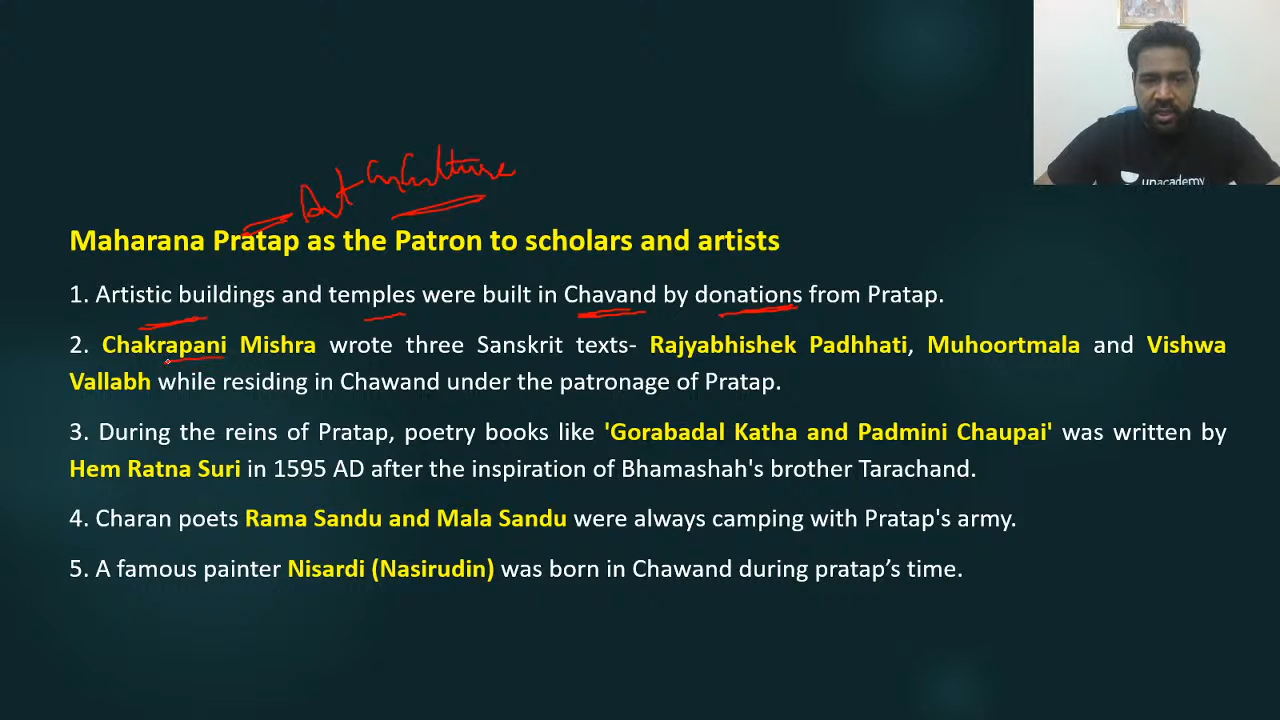 unacademy
Art & Culture
Maharana Pratap as the Patron to scholars and artists
1. Artistic buildings and temples were built in Chavand by donations from Pratap.
2. Chakrapani Mishra wrote three Sanskrit texts- Rajyabhishek Padhhati, Muhoortmala and Vishwa
Vallabh while residing in Chawand under the patronage of Pratap.
3. During the reins of Pratap, poetry books like 'Gorabadal Katha and Padmini Chaupai' was written by
Hem Ratna Suri in 1595 AD after the inspiration of Bhamashah's brother Tarachand.
4. Charan poets Rama Sandu and Mala Sandu were always camping with Pratap's army.
5. A famous painter Nisardi (Nasirudin) was born in Chawand during pratap’s time.